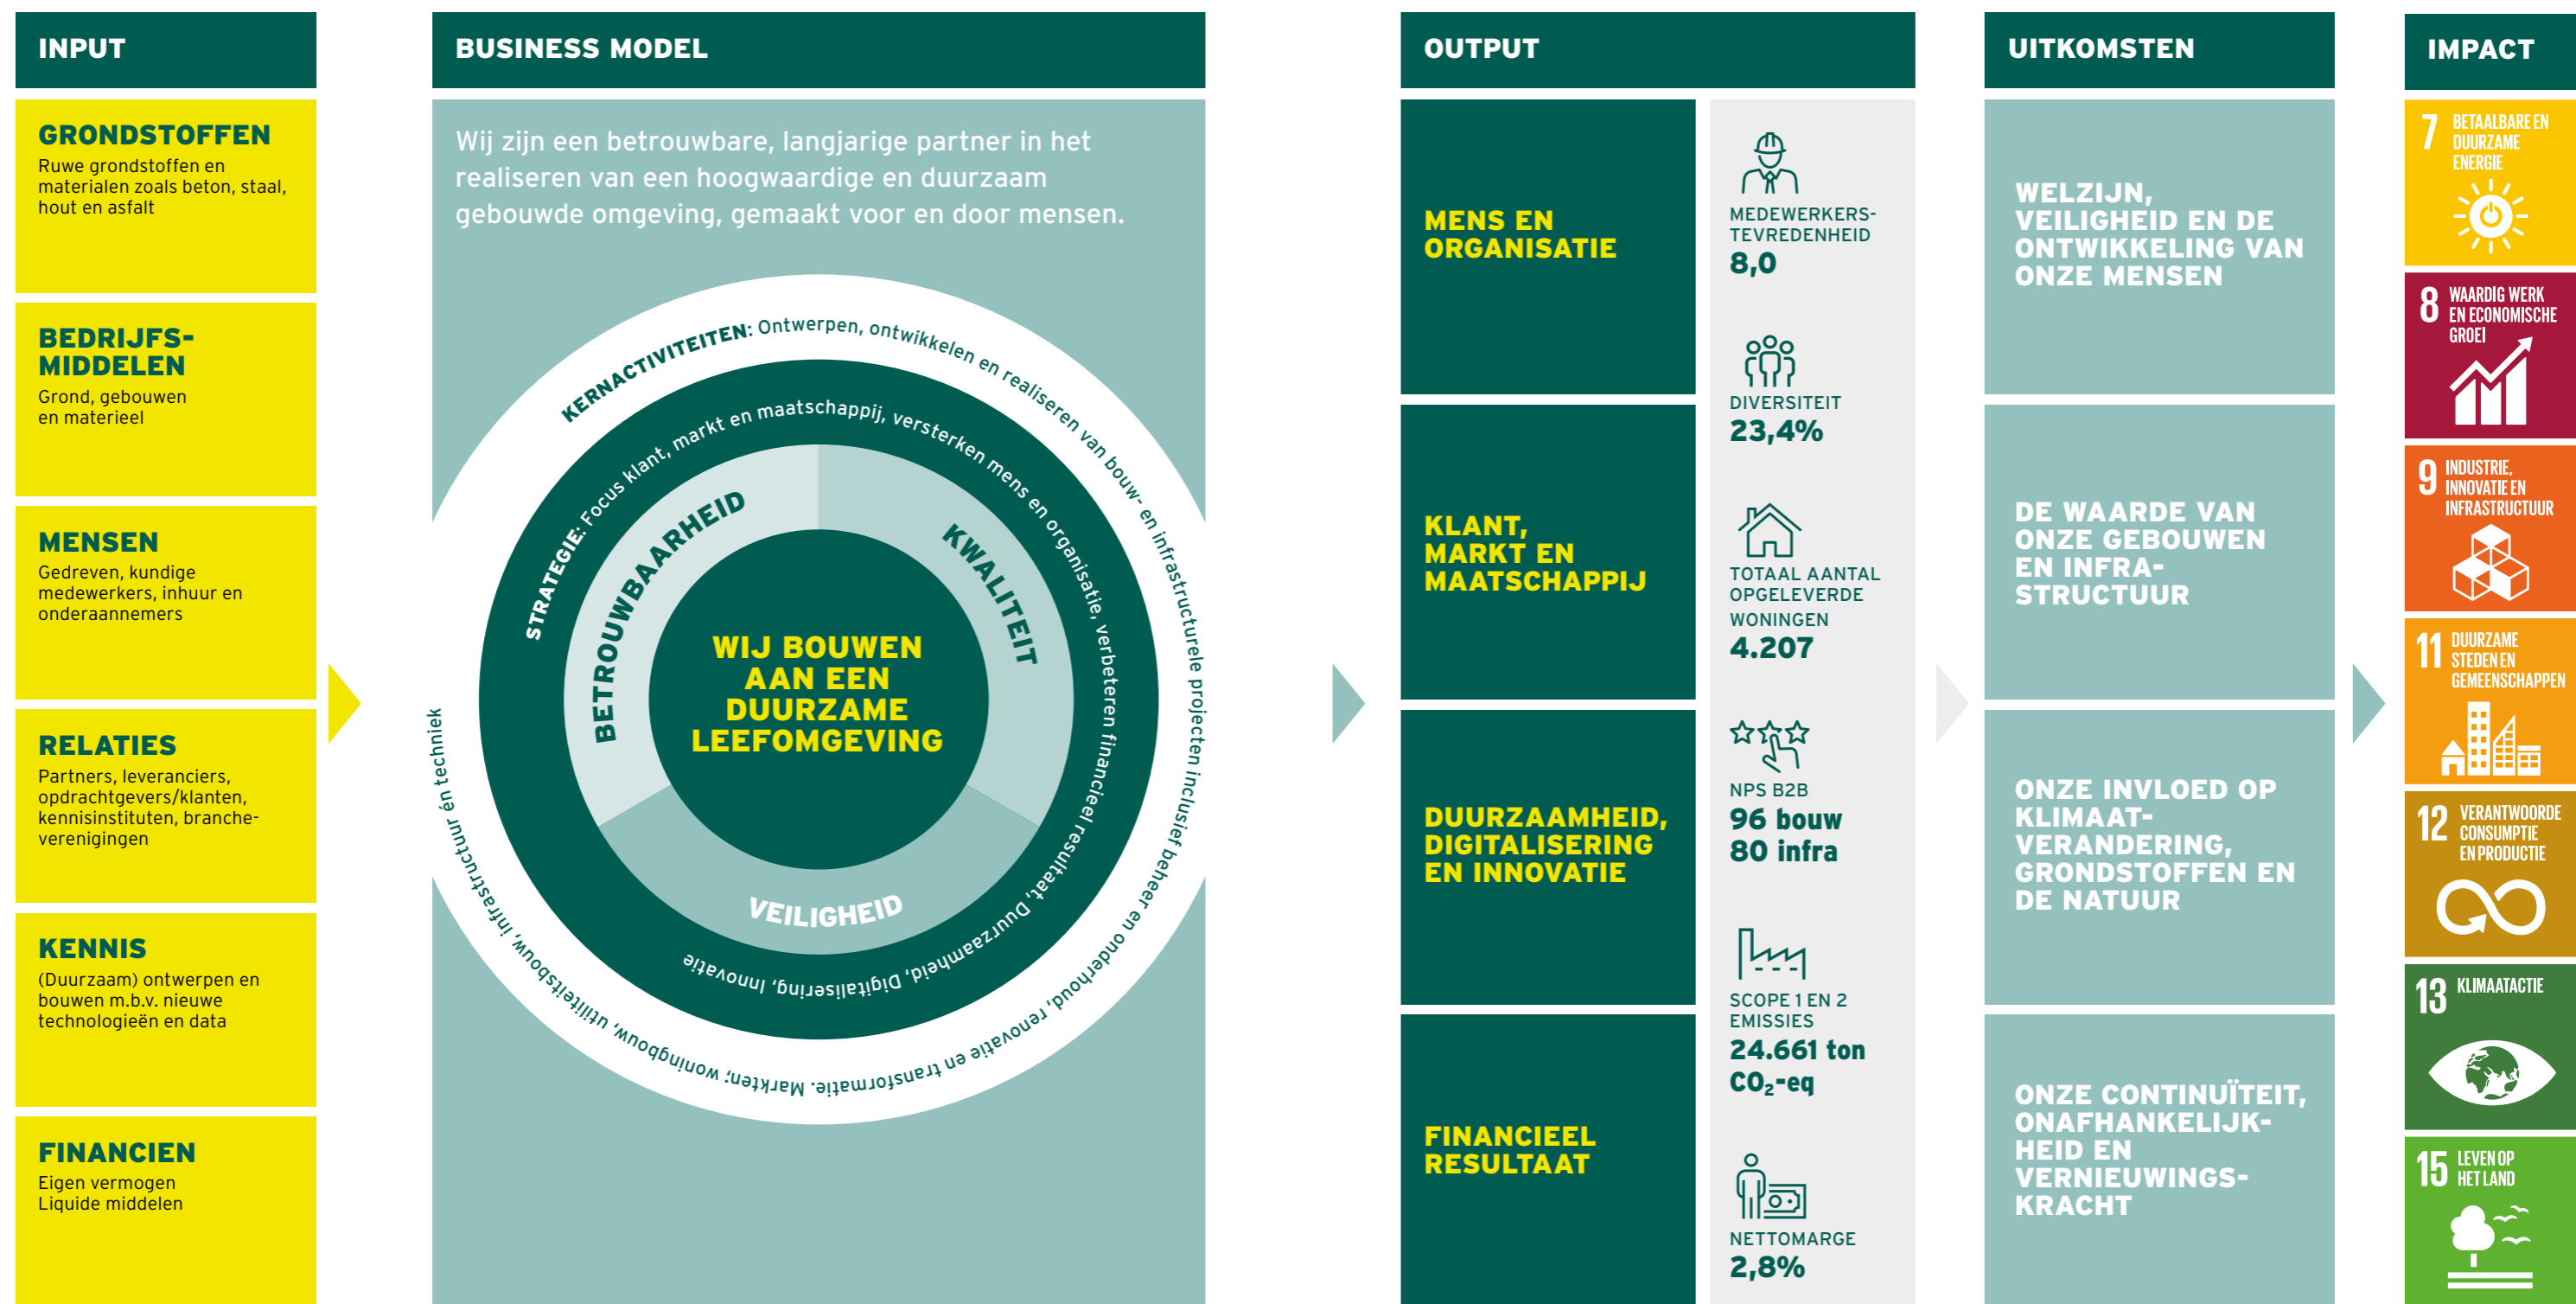 INPUT
GRONDSTOFFEN
Ruwe grondstoffen en
materialen zoals beton, staal,
hout en asfalt
BEDRIJFS-
MIDDELEN
Grond, gebouwen
en materieel
MENSEN
Gedreven, kundige
medewerkers, inhuur en
onderaannemers
RELATIES
Partners, leveranciers,
opdrachtgevers/klanten,
kennisinstituten, branche-
verenigingen
KENNIS
(Duurzaam) ontwerpen en
bouwen m.b.v. nieuwe
technologieën en data
FINANCIEN
Eigen vermogen
Liquide middelen
BUSINESS MODEL
Wij zijn een betrouwbare, langjarige partner in het
realiseren van een hoogwaardige en duurzaam
gebouwde omgeving, gemaakt voor en door mensen.
KERNACTIVITEITEN: Ontwerpen, ontwikkelen en realiseren van bouw- en infrastructurele projecten inclusief beheer en onderhoud, renovatie en transformatie. Markten: woningbouw, utiliteitsbouw, infrastructuur én techniek
STRATEGIE: Focus klant, markt en maatschappij, versterken mens en organisatie, verbeteren financieel resultaat, Duurzaamheid, Digitalisering, Innovatie
BETROUWBAARHEID
KWALITEIT
VEILIGHEID
WIJ BOUWEN
AAN EEN
DUURZAME
LEEFOMGEVING
OUTPUT
MENS EN
ORGANISATIE
KLANT,
MARKT EN
MAATSCHAPPIJ
DUURZAAMHEID,
DIGITALISERING
EN INNOVATIE
FINANCIEEL
RESULTAAT
MEDEWERKERS-
TEVREDENHEID
8,0
DIVERSITEIT
23,4%
TOTAAL AANTAL
OPGELEVERDE
WONINGEN
4.207
NPS B2B
96 bouw
80 infra
SCOPE 1 EN 2
EMISSIES
24.661 ton
CO₂-eq
NETTOMARGE
2,8%
UITKOMSTEN
WELZIJN,
VEILIGHEID EN DE
ONTWIKKELING VAN
ONZE MENSEN
DE WAARDE VAN
ONZE GEBOUWEN
EN INFRA-
STRUCTUUR
ONZE INVLOED OP
KLIMAAT-
VERANDERING,
GRONDSTOFFEN EN
DE NATUUR
ONZE CONTINUÏTEIT,
ONAFHANKELIJK-
HEID EN
VERNIEUWINGS-
KRACHT
IMPACT
7 BETAALBARE EN
DUURZAME
ENERGIE
8 WAARDIG WERK
EN ECONOMISCHE
GROEI
9 INDUSTRIE,
INNOVATIE EN
INFRASTRUCTUUR
11 DUURZAME
STEDEN EN
GEMEENSCHAPPEN
12 VERANTWOORDE
CONSUMPTIE
EN PRODUCTIE
13 KLIMAATACTIE
15 LEVEN OP
HET LAND